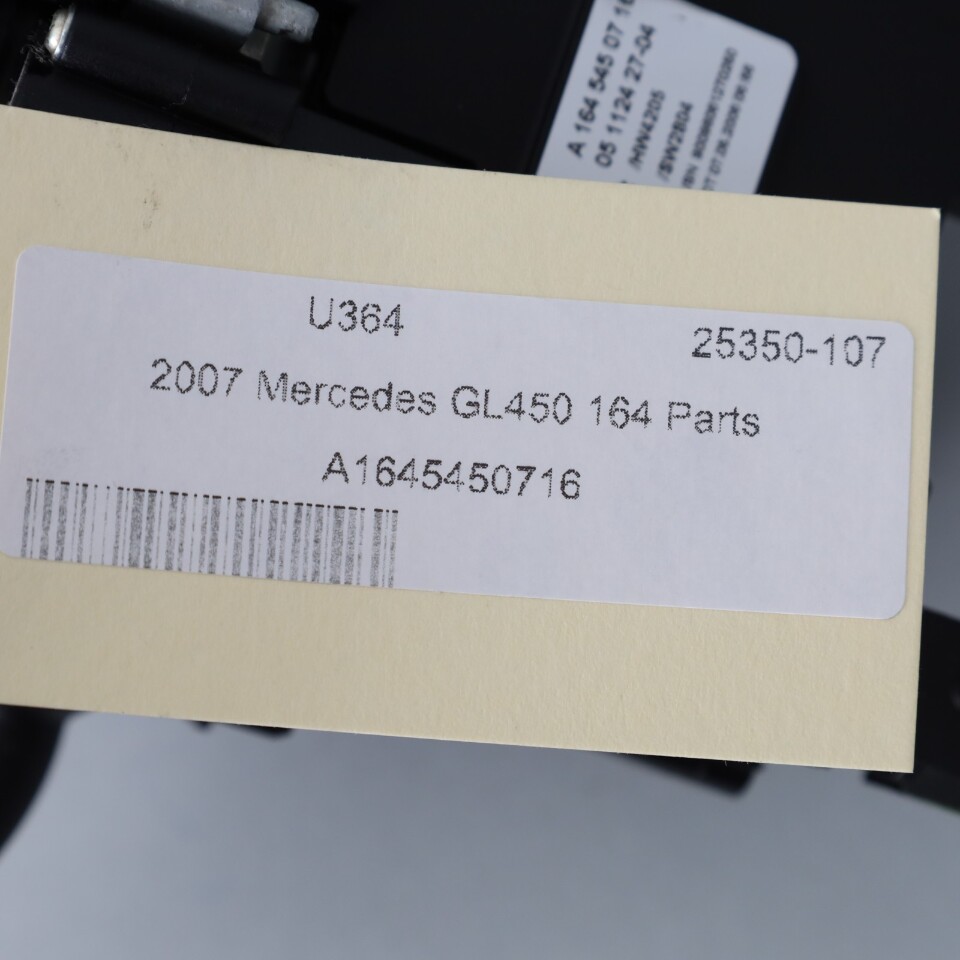 A 164 545 07 16
05 1124 27-04
/HW4205
/SW2804
U364 25350-107
2007 Mercedes GL450 164 Parts
A1645450716